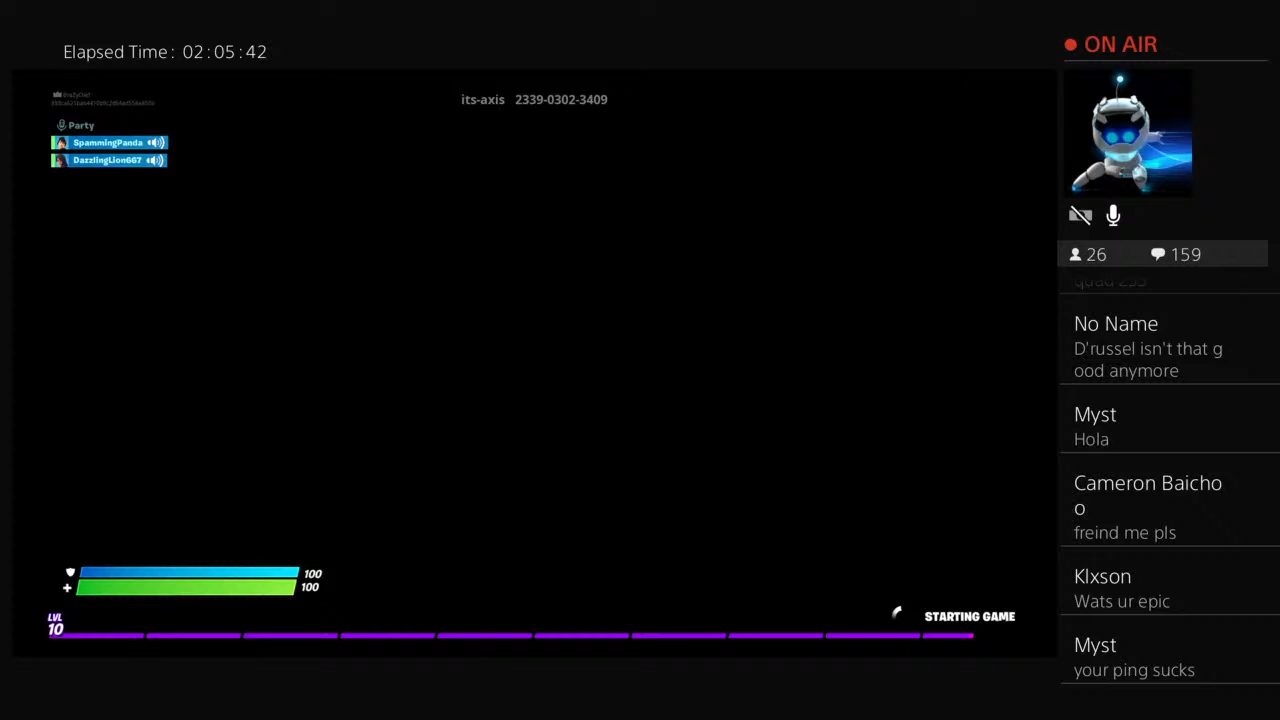 Elapsed Time: 02:05:42
ON AIR
its-axis 2339-0302-3409
Party
SpammingPanda
DazzlingLion667
26 159
No Name
D'russel isn't that g
ood anymore
Myst
Hola
Cameron Baicho
o
freind me pls
Klxson
Wats ur epic
Myst
your ping sucks
100
100
LVL
10
STARTING GAME